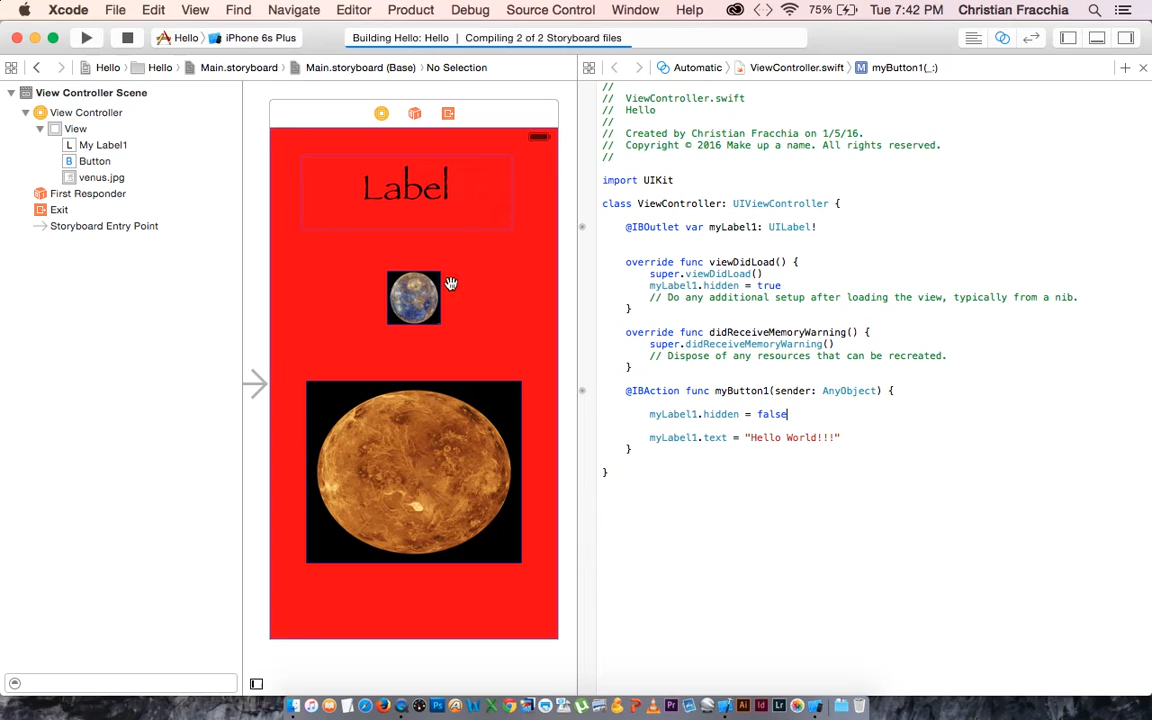 Xcode File Edit View Find Navigate Editor Product Debug Source Control Window Help 75% Tue 7:42 PM Christian Fracchia
Hello iPhone 6s Plus Building Hello: Hello | Compiling 2 of 2 Storyboard files
Hello Hello Main.storyboard Main.storyboard (Base) No Selection
Automatic ViewController.swift M myButton1(_:)
View Controller Scene
View Controller
View
L My Label1
B Button
venus.jpg
First Responder
Exit
Storyboard Entry Point
Label
//
// ViewController.swift
// Hello
//
// Created by Christian Fracchia on 1/5/16.
// Copyright © 2016 Make up a name. All rights reserved.
//
import UIKit
class ViewController: UIViewController {
@IBOutlet var myLabel1: UILabel!
override func viewDidLoad() {
super.viewDidLoad()
myLabel1.hidden = true
// Do any additional setup after loading the view, typically from a nib.
}
override func didReceiveMemoryWarning() {
super.didReceiveMemoryWarning()
// Dispose of any resources that can be recreated.
}
@IBAction func myButton1(sender: AnyObject) {
myLabel1.hidden = false
myLabel1.text = "Hello World!!!"
}
}